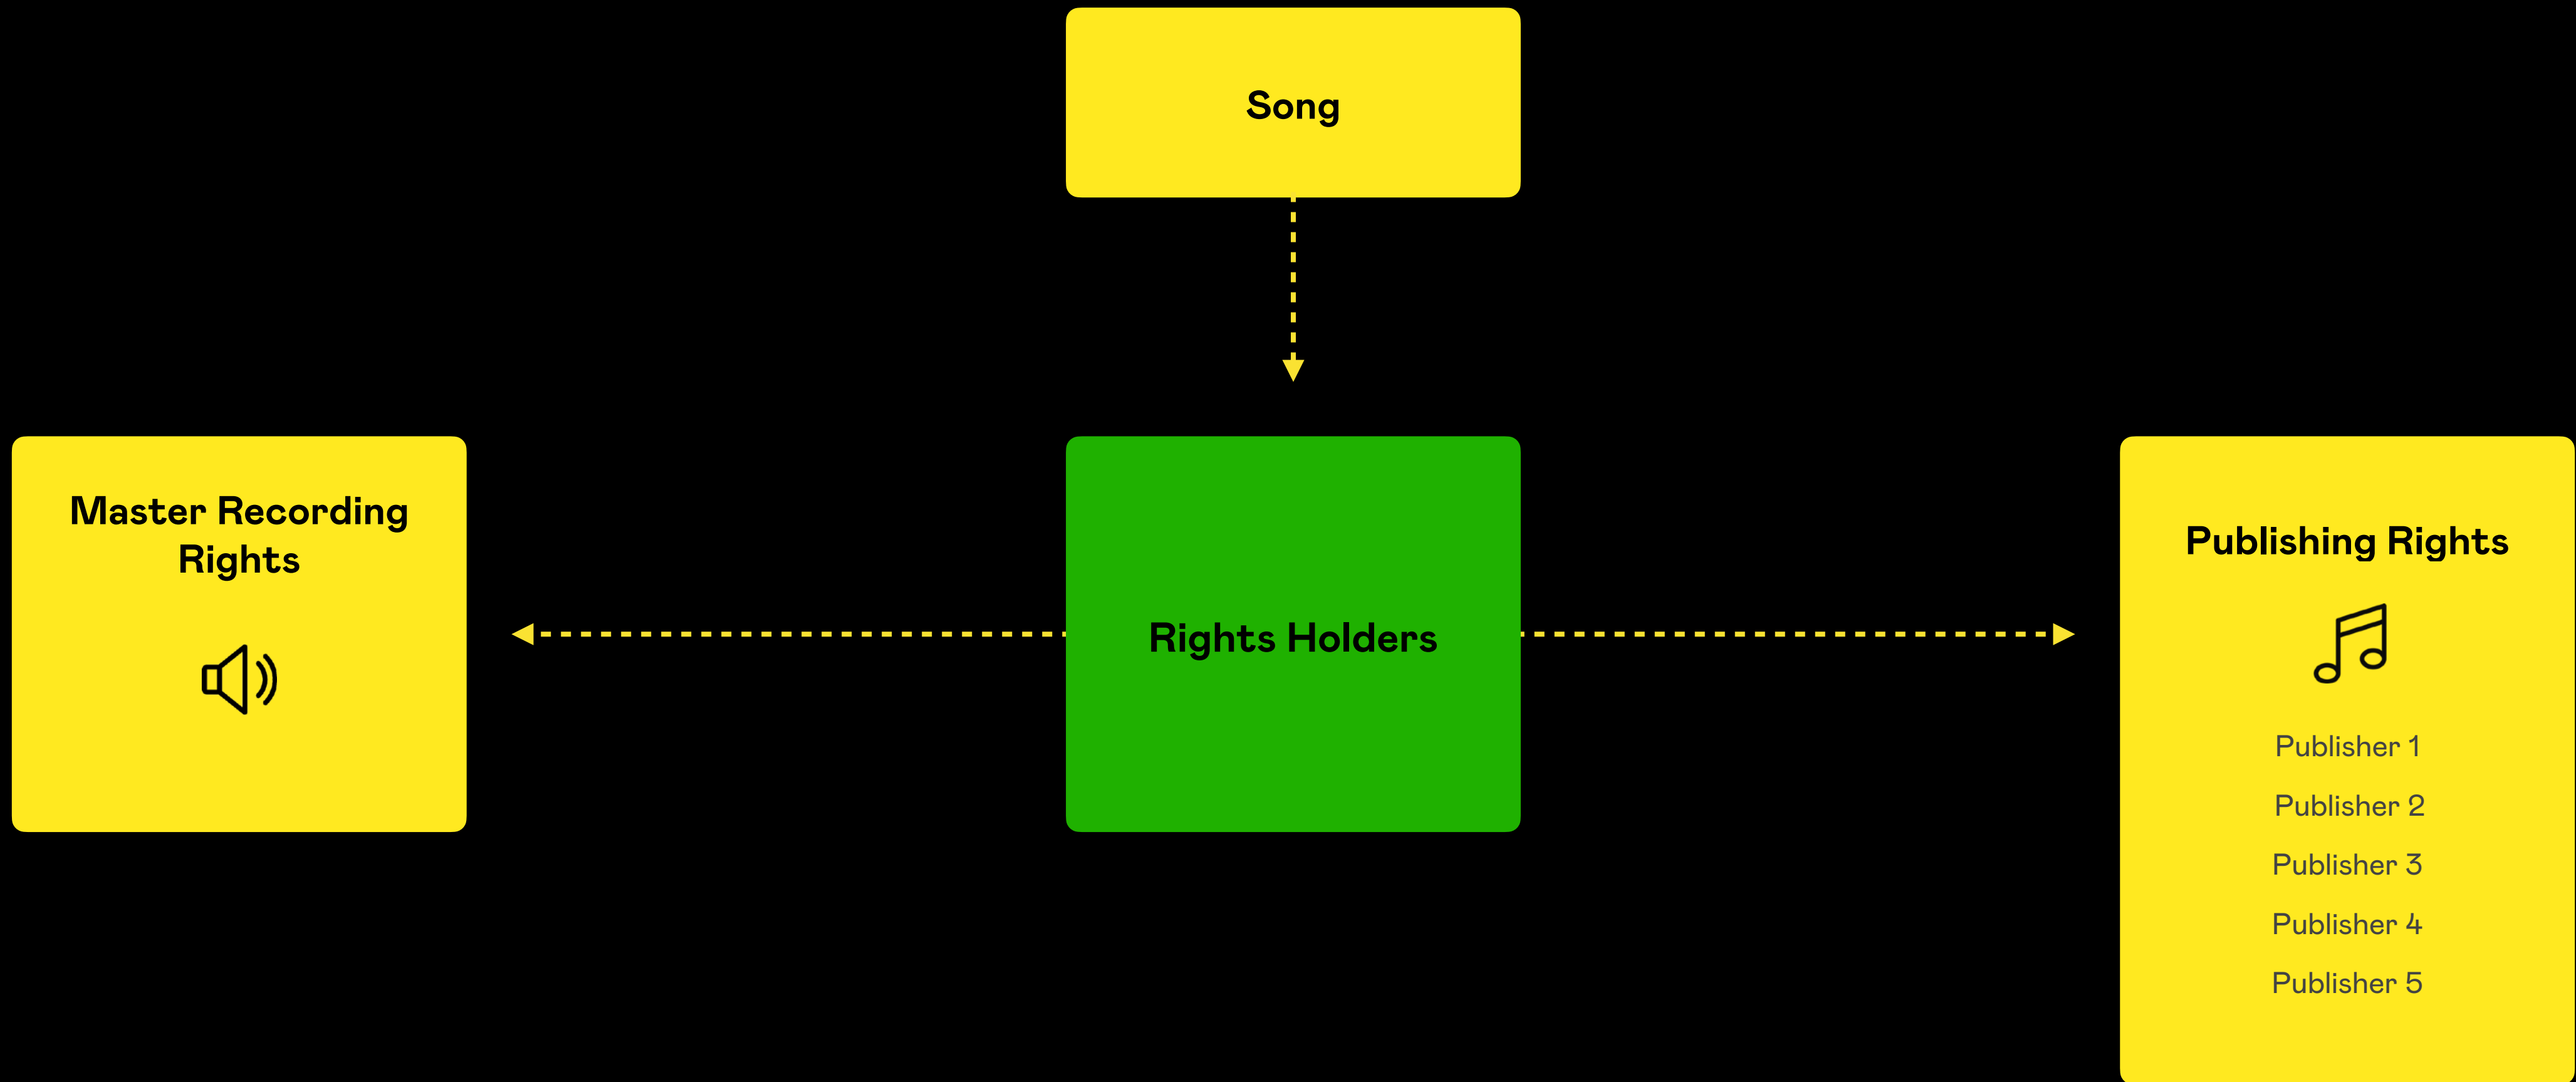 Song
Master Recording
Rights
Rights Holders
Publishing Rights
Publisher 1
Publisher 2
Publisher 3
Publisher 4
Publisher 5